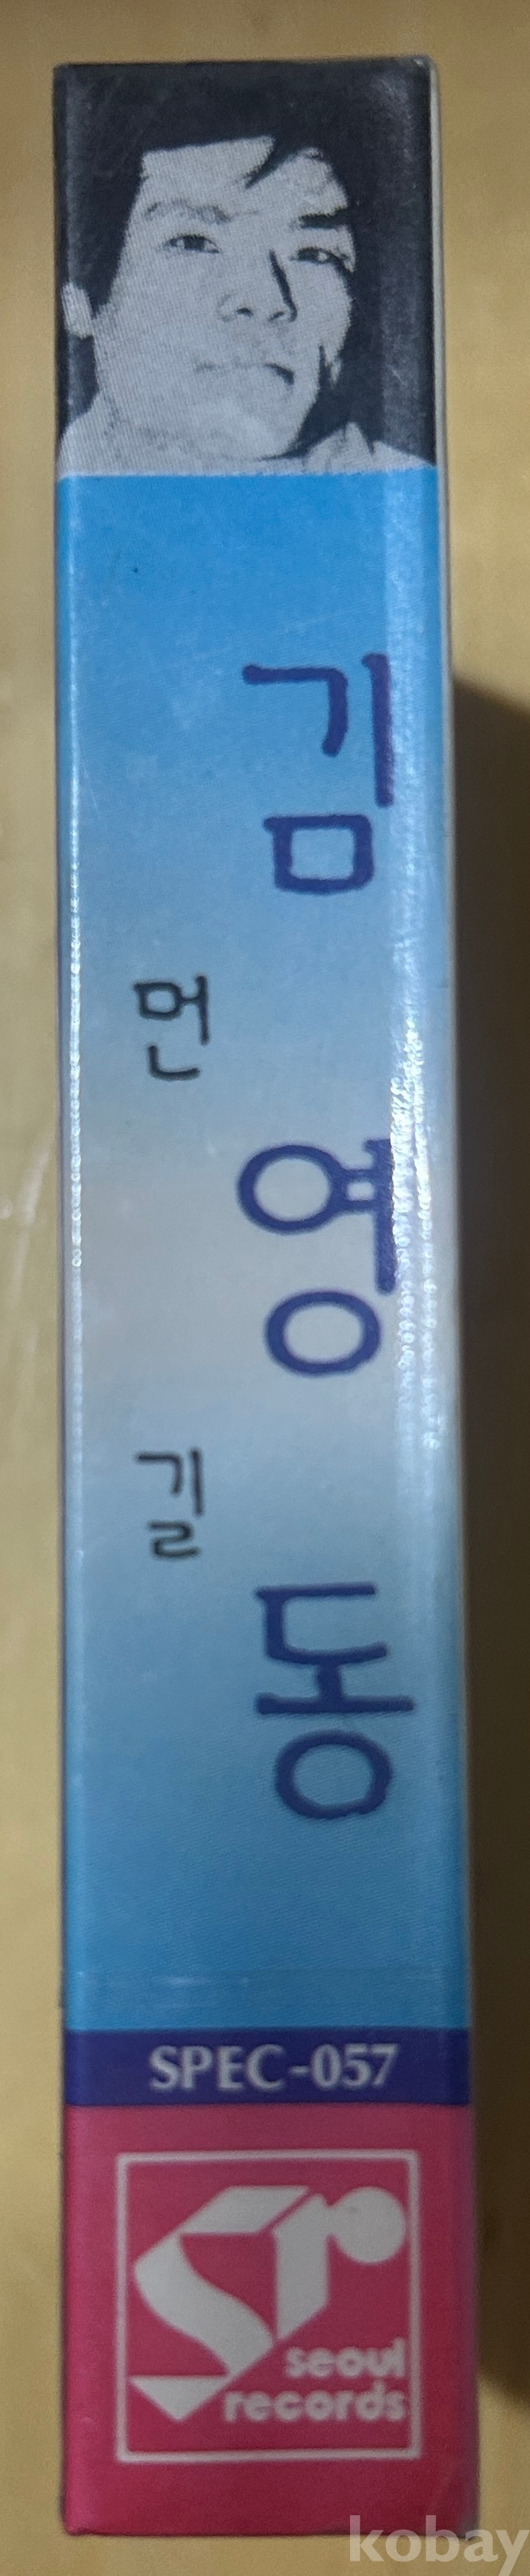 김 영 동
먼 길
SPEC-057
seoul
records
kobay